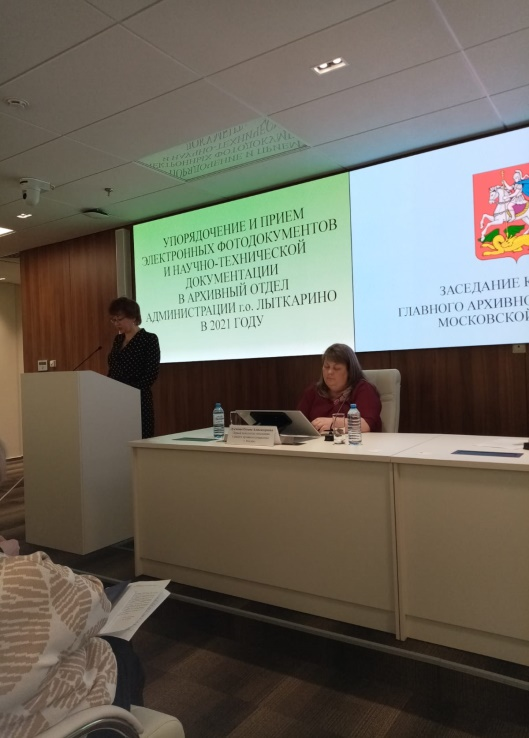 УПОРЯДОЧЕНИЕ И ПРИЕМ
ЭЛЕКТРОННЫХ ФОТОДОКУМЕНТОВ
И НАУЧНО-ТЕХНИЧЕСКОЙ
ДОКУМЕНТАЦИИ
В АРХИВНЫЙ ОТДЕЛ
АДМИНИСТРАЦИИ г.о. ЛЫТКАРИНО
В 2021 ГОДУ
ЗАСЕДАНИЕ
ГЛАВНОГО АРХИВНО
МОСКОВСКОЙ